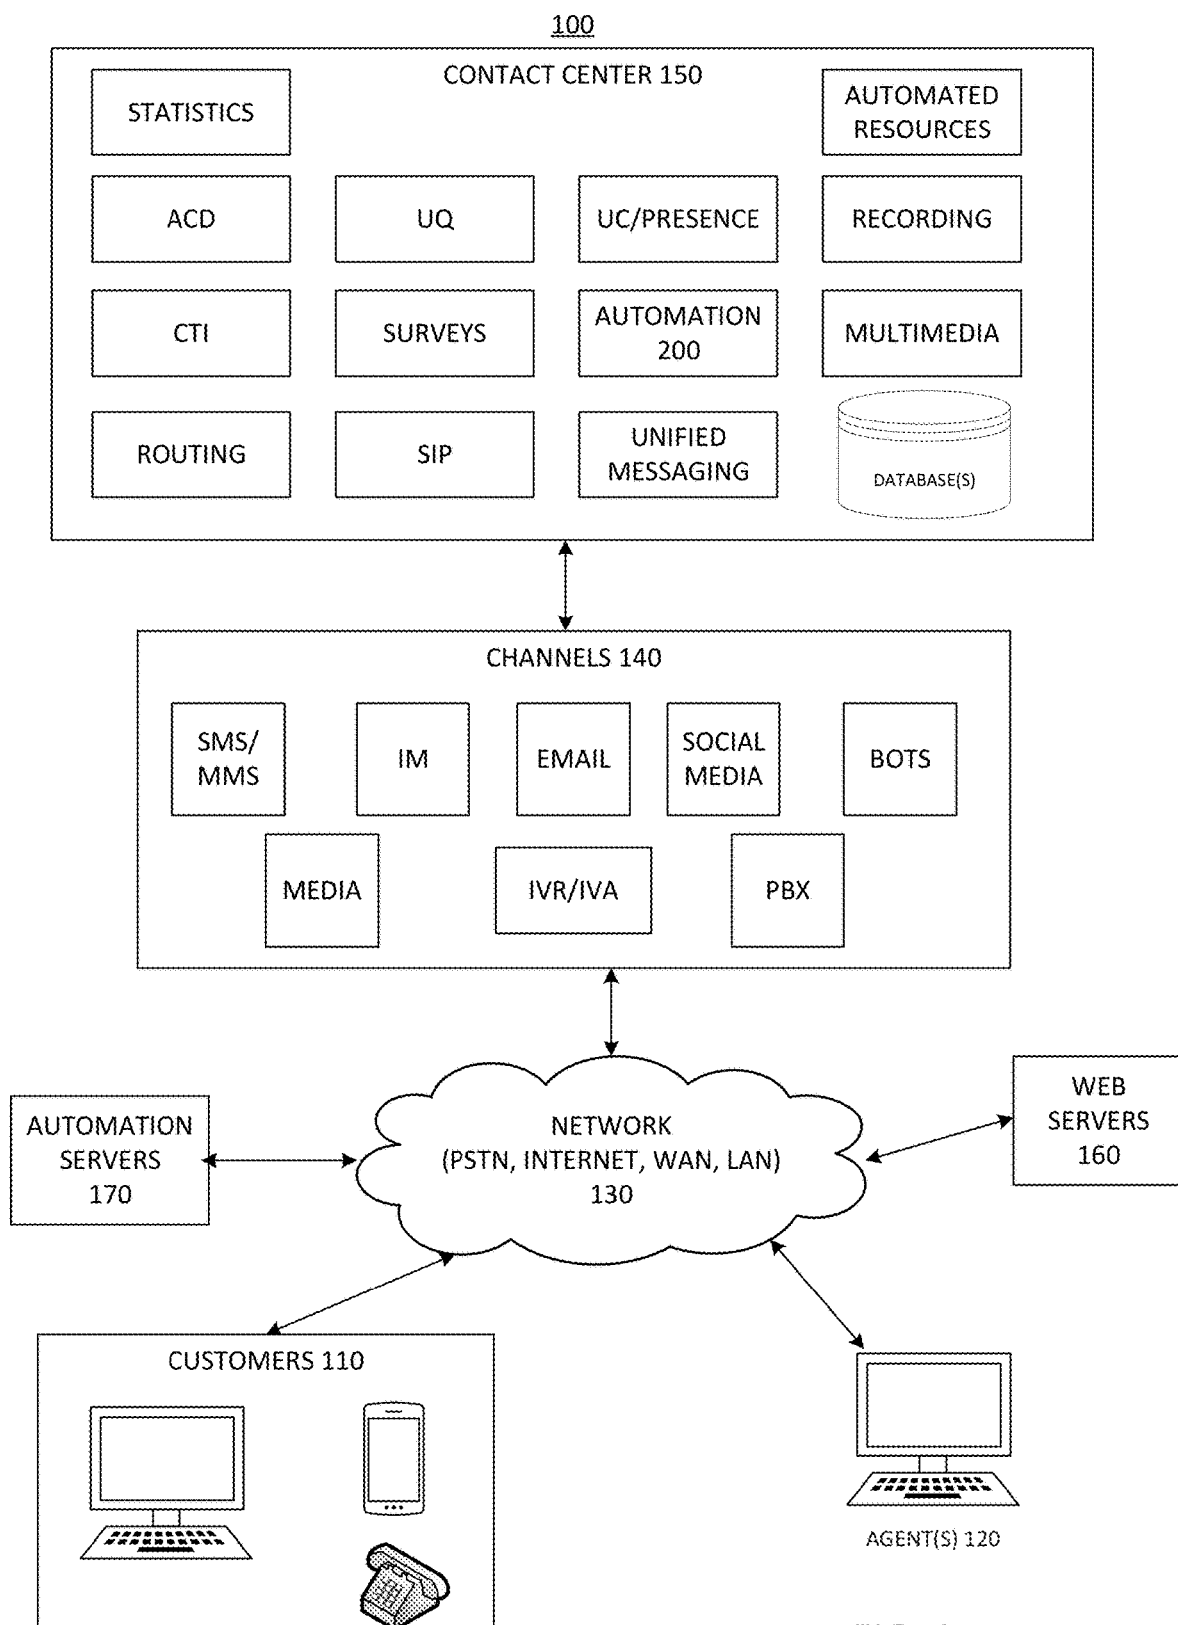 100
CONTACT CENTER 150
STATISTICS
AUTOMATED
RESOURCES
ACD
UQ
UC/PRESENCE
RECORDING
CTI
SURVEYS
AUTOMATION
200
MULTIMEDIA
ROUTING
SIP
UNIFIED
MESSAGING
DATABASE(S)
CHANNELS 140
SMS/
MMS
IM
EMAIL
SOCIAL
MEDIA
BOTS
MEDIA
IVR/IVA
PBX
AUTOMATION
SERVERS
170
NETWORK
(PSTN, INTERNET, WAN, LAN)
130
WEB
SERVERS
160
CUSTOMERS 110
AGENT(S) 120